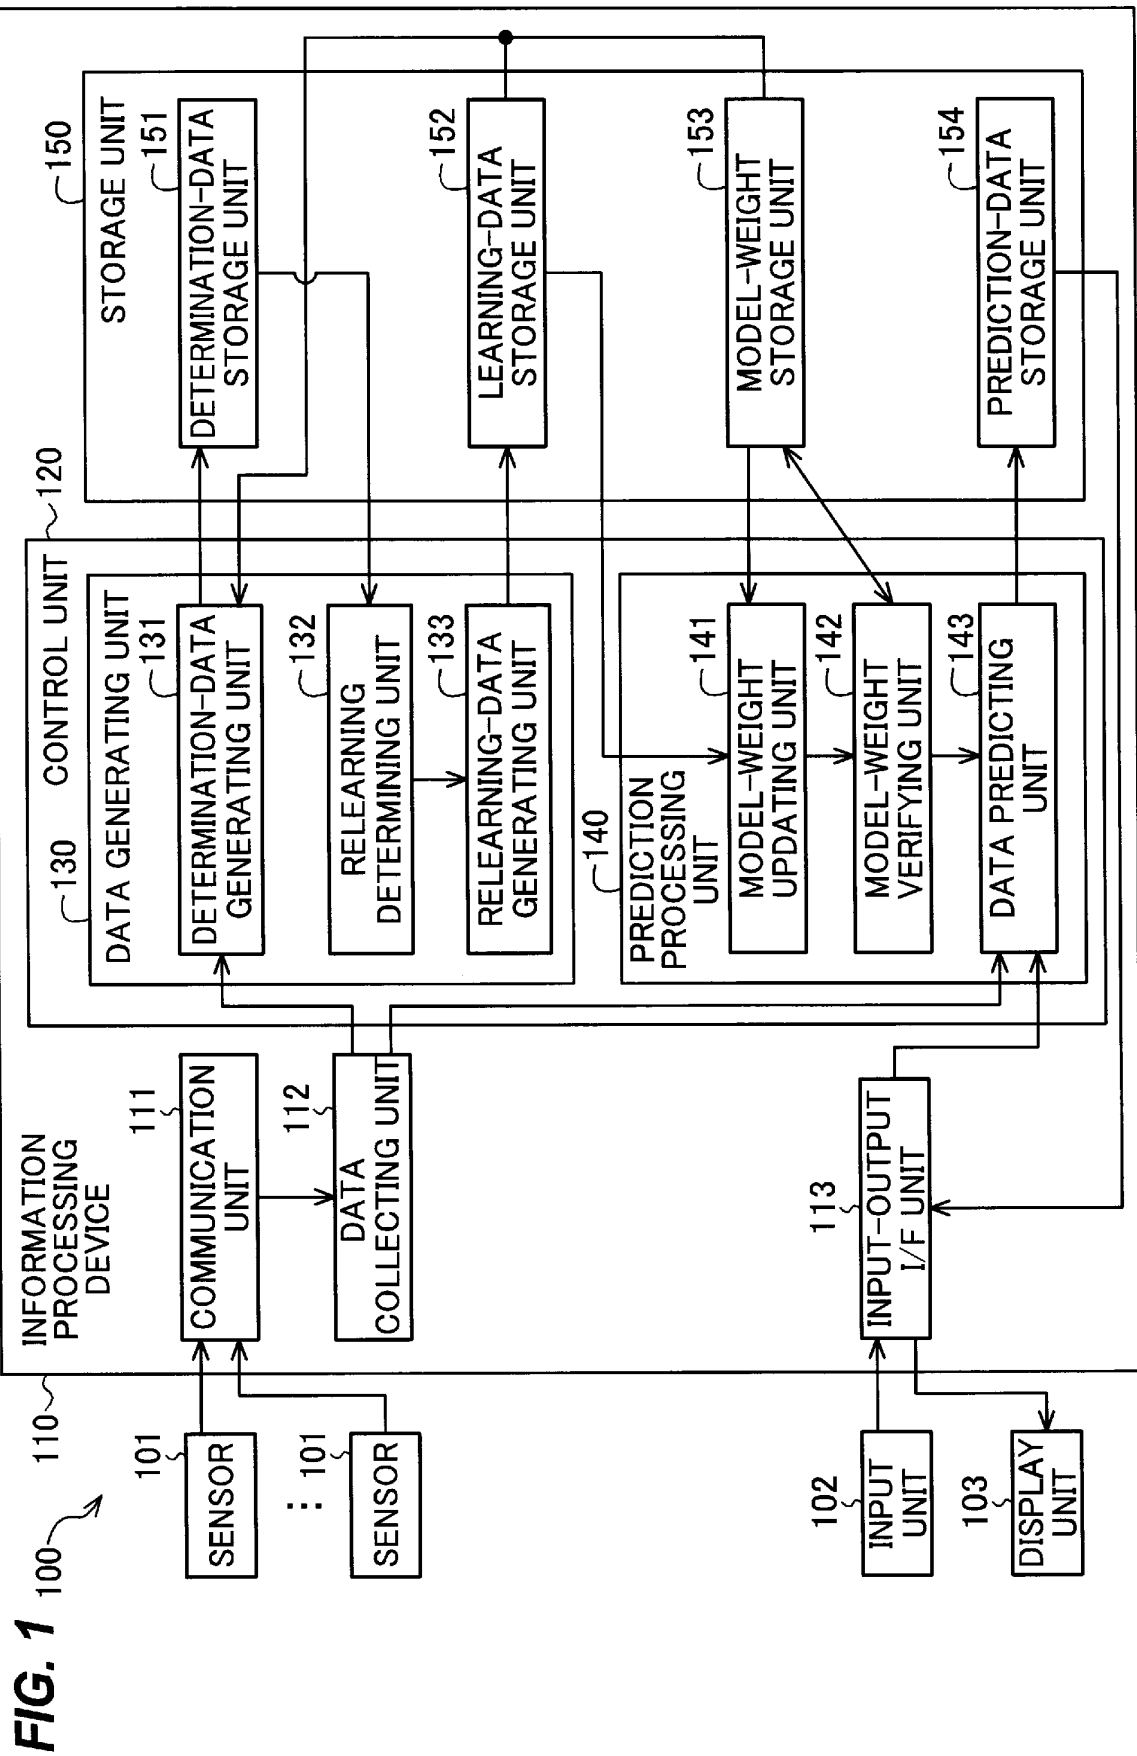 FIG. 1
100
110
INFORMATION
PROCESSING
DEVICE
101
SENSOR
⋮
101
SENSOR
102
INPUT
UNIT
103
DISPLAY
UNIT
111
COMMUNICATION
UNIT
112
DATA
COLLECTING UNIT
113
INPUT-OUTPUT
I/F UNIT
120
CONTROL UNIT
130
DATA GENERATING UNIT
131
DETERMINATION-DATA
GENERATING UNIT
132
RELEARNING
DETERMINING UNIT
133
RELEARNING-DATA
GENERATING UNIT
140
PREDICTION
PROCESSING
UNIT
141
MODEL-WEIGHT
UPDATING UNIT
142
MODEL-WEIGHT
VERIFYING UNIT
143
DATA PREDICTING
UNIT
150
STORAGE UNIT
151
DETERMINATION-DATA
STORAGE UNIT
152
LEARNING-DATA
STORAGE UNIT
153
MODEL-WEIGHT
STORAGE UNIT
154
PREDICTION-DATA
STORAGE UNIT